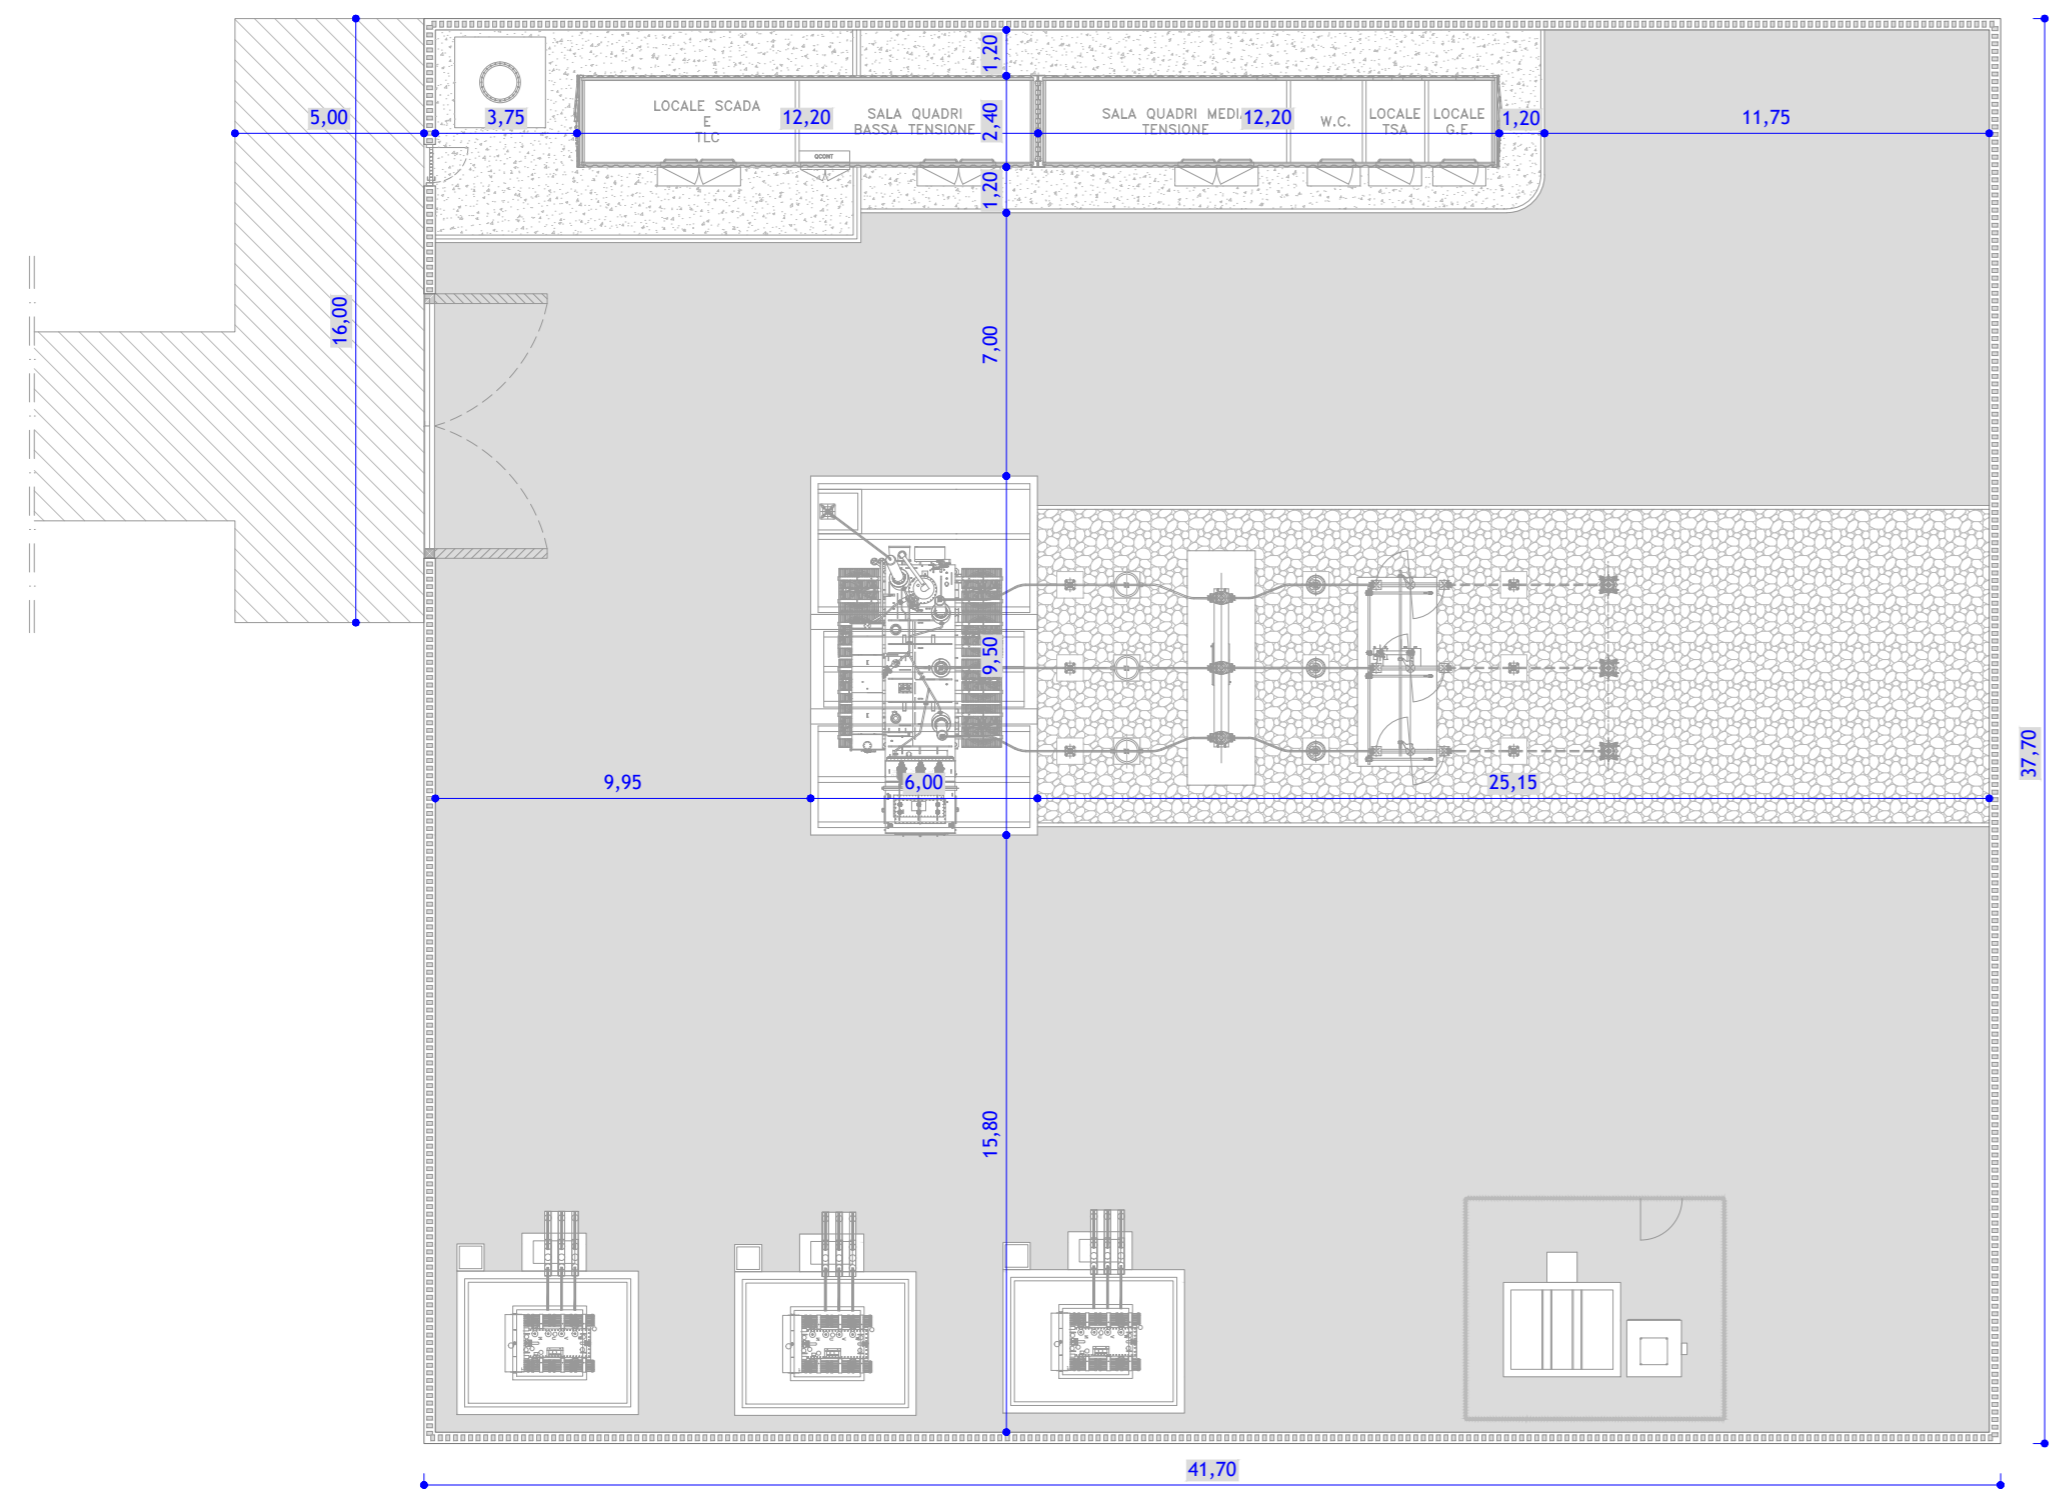 1,20
LOCALE SCADA
E
TLC
SALA QUADRI
BASSA TENSIONE
QCONT
SALA QUADRI MEDI
TENSIONE
W.C.
LOCALE
TSA
LOCALE
G.E.
5,00
3,75
12,20
2,40
12,20
1,20
11,75
1,20
16,00
7,00
9,50
9,95
6,00
25,15
37,70
15,80
41,70